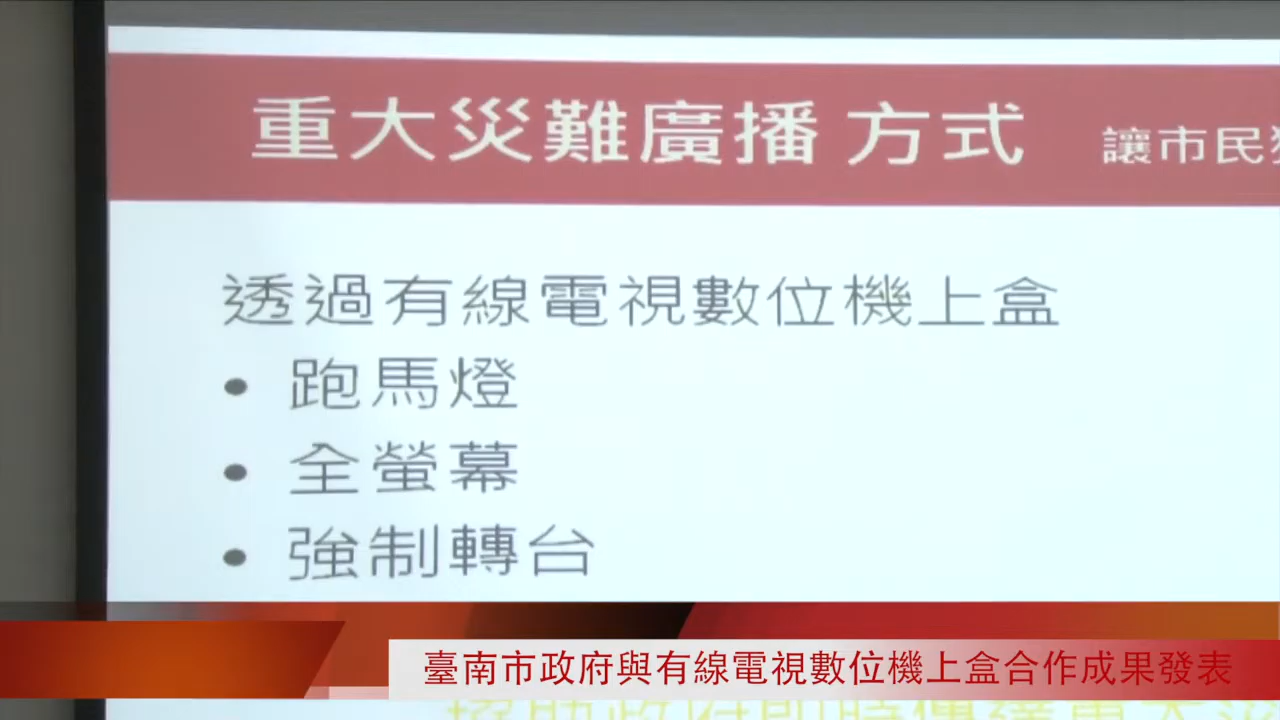 重大災難廣播 方式 讓市民
透過有線電視數位機上盒
• 跑馬燈
• 全螢幕
• 強制轉台
臺南市政府與有線電視數位機上盒合作成果發表